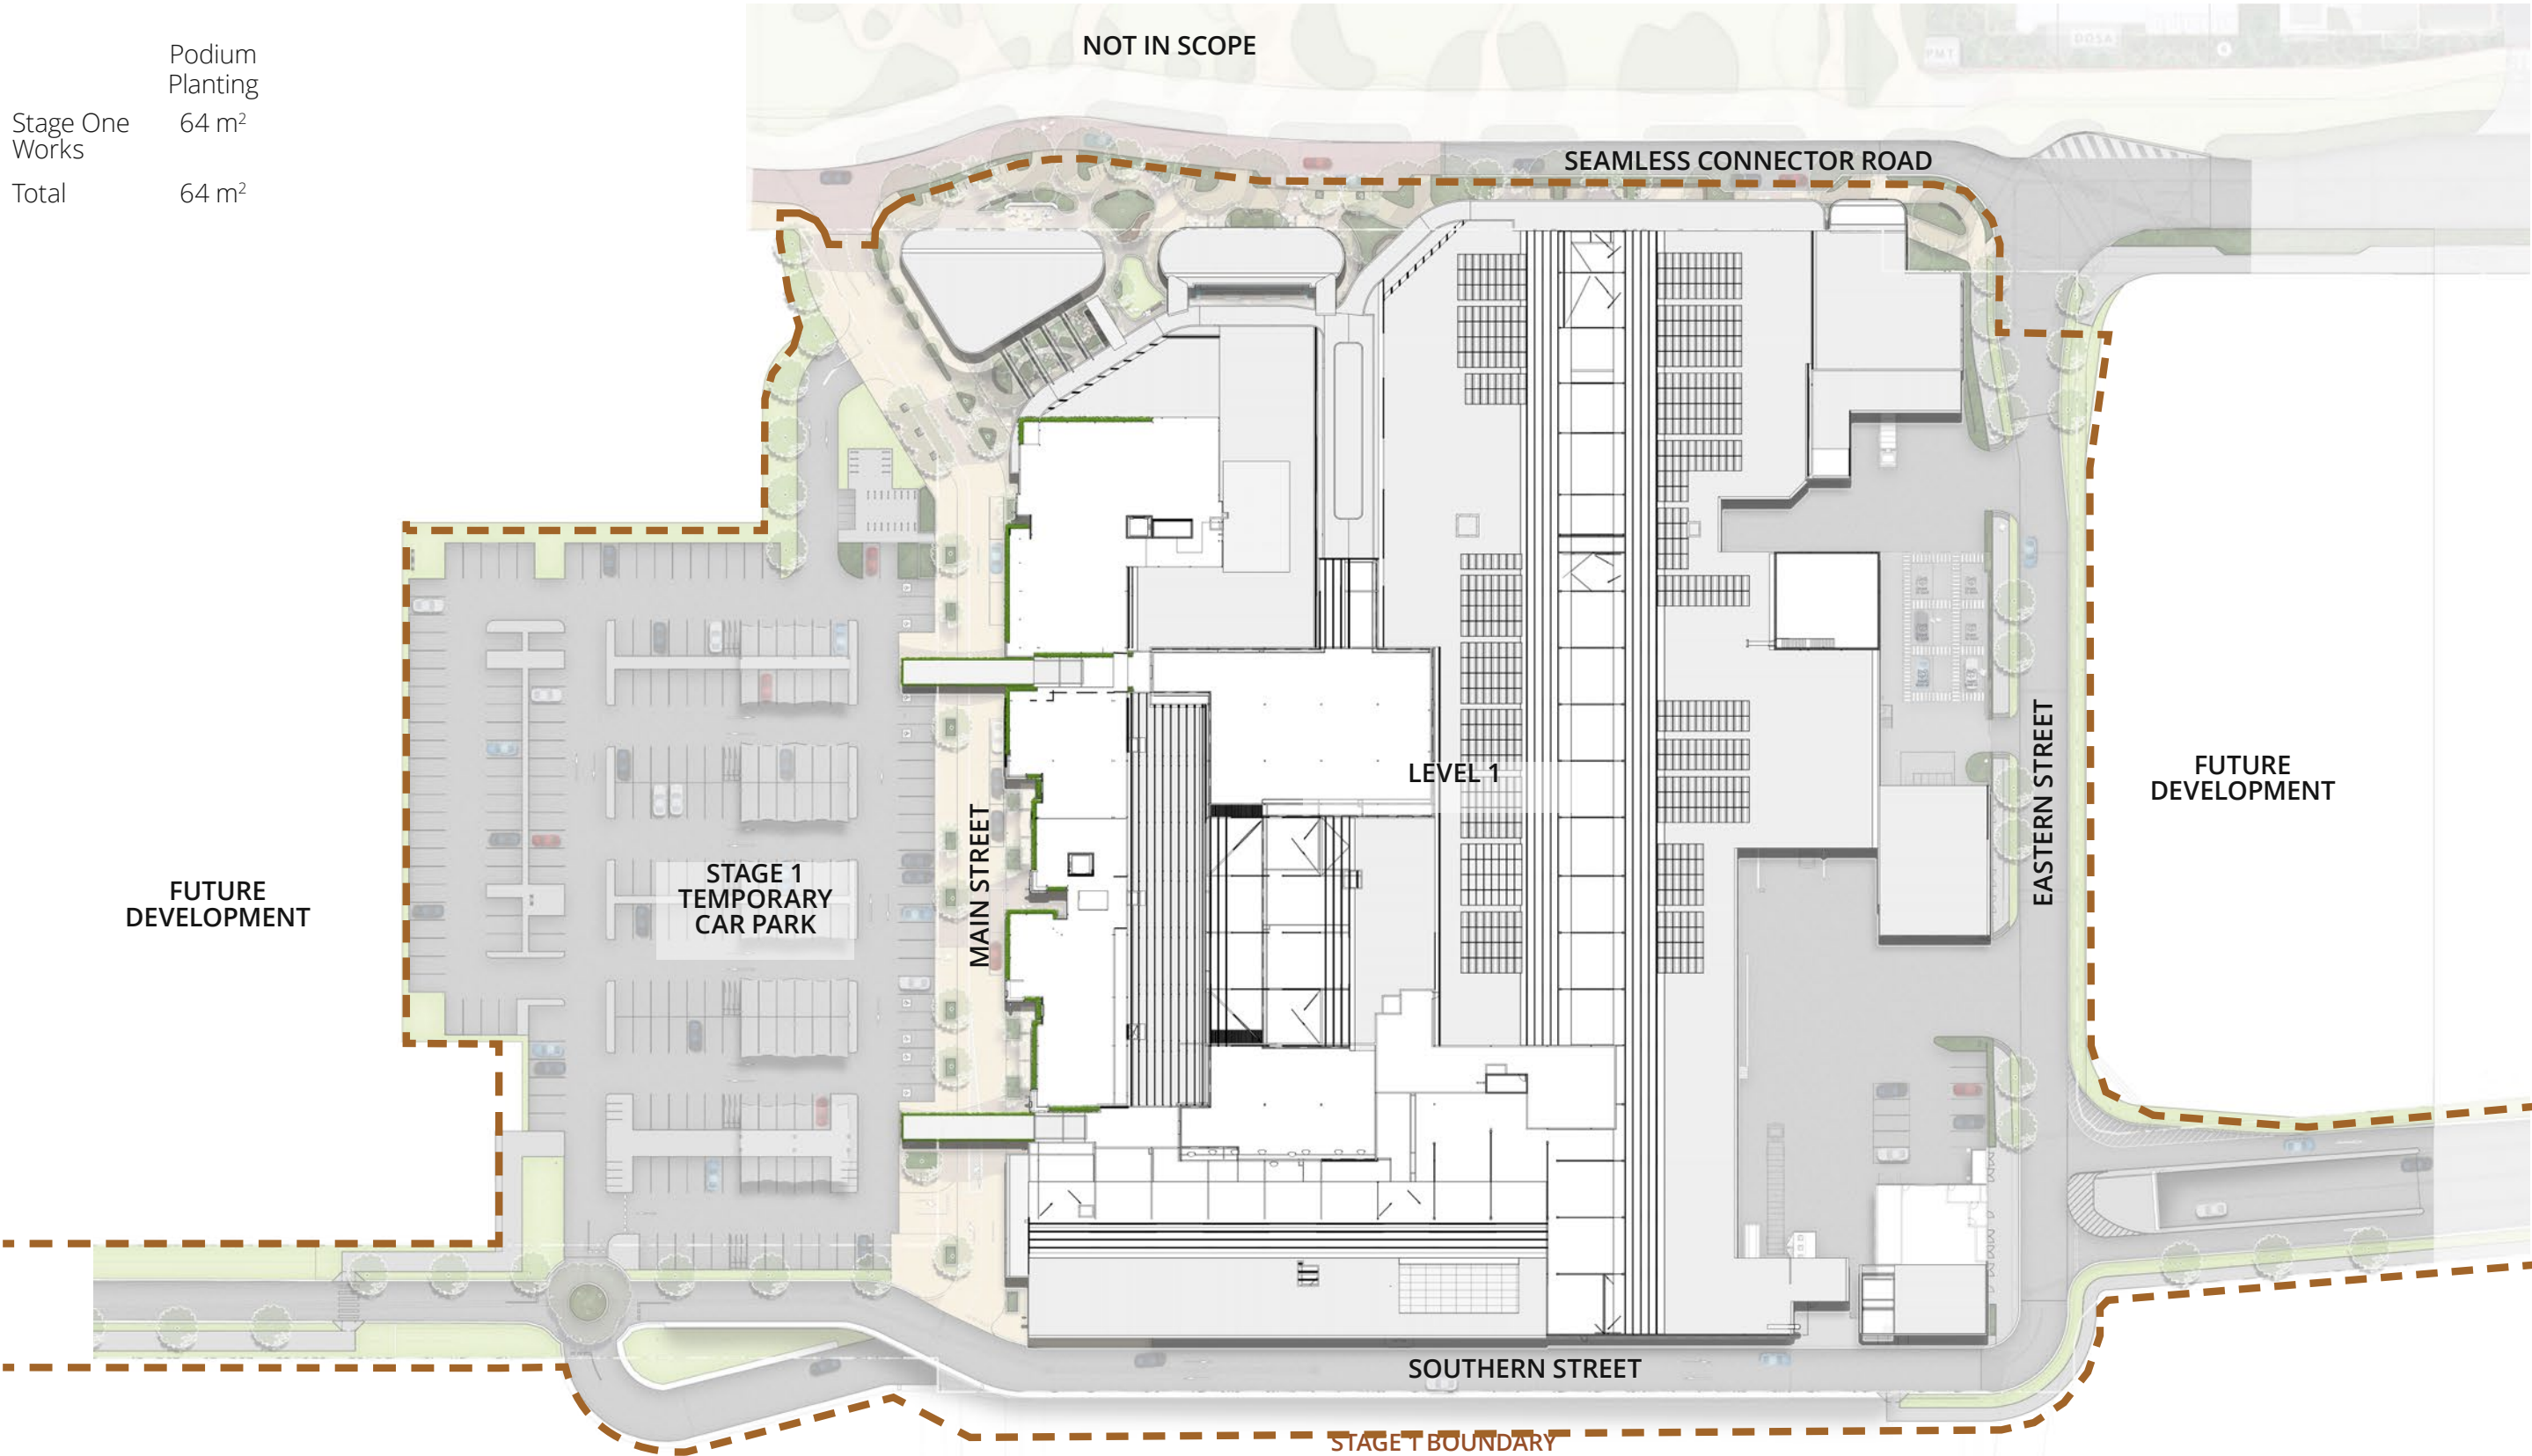 Podium
Planting
Stage One
Works
64 m²
Total
64 m²
NOT IN SCOPE
PMT
SEAMLESS CONNECTOR ROAD
LEVEL 1
MAIN STREET
EASTERN STREET
FUTURE
DEVELOPMENT
STAGE 1
TEMPORARY
CAR PARK
FUTURE
DEVELOPMENT
SOUTHERN STREET
STAGE 1 BOUNDARY